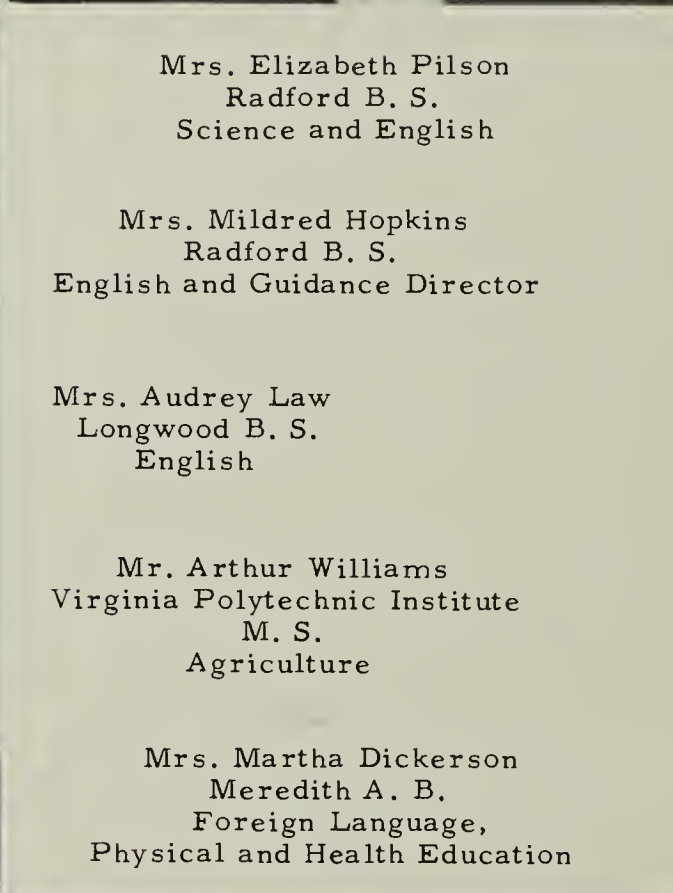 Mrs. Elizabeth Pilson
Radford B. S.
Science and English
Mrs. Mildred Hopkins
Radford B. S.
English and Guidance Director
Mrs. Audrey Law
Longwood B. S.
English
Mr. Arthur Williams
Virginia Polytechnic Institute
M. S.
Agriculture
Mrs. Martha Dickerson
Meredith A. B.
Foreign Language,
Physical and Health Education